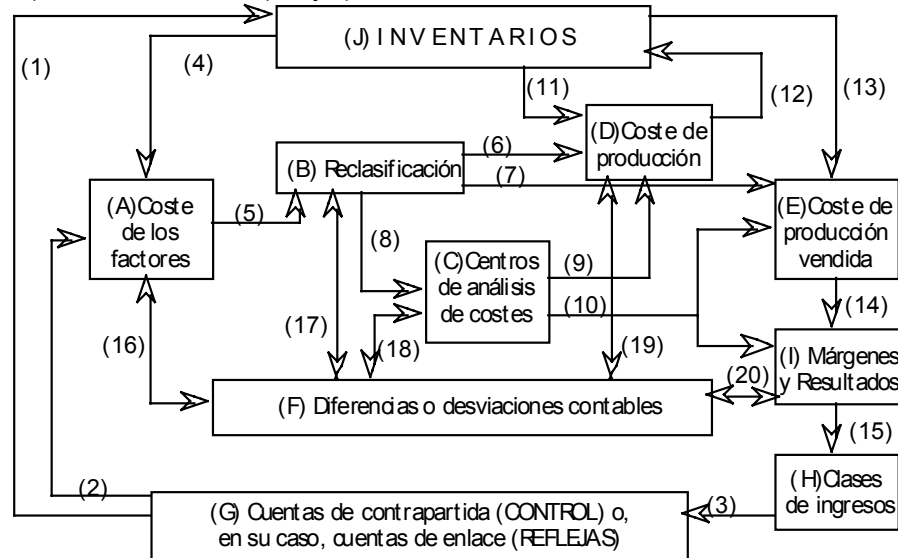 (J) I N V E N T A R I O S
(1)
(4)
(11)
(12)
(13)
(D)Coste de
producción
(B) Reclasificación
(6)
(7)
(A)Coste
de los
factores
(5)
(8)
(E)Coste de
producción
vendida
(C)Centros
de análisis
de costes
(9)
(10)
(14)
(16)
(17)
(18)
(19)
(20)
(I) Márgenes
y Resultados
(F) Diferencias o desviaciones contables
(15)
(2)
(H)Clases
de ingresos
(3)
(G) Cuentas de contrapartida (CONTROL) o,
en su caso, cuentas de enlace (REFLEJAS)